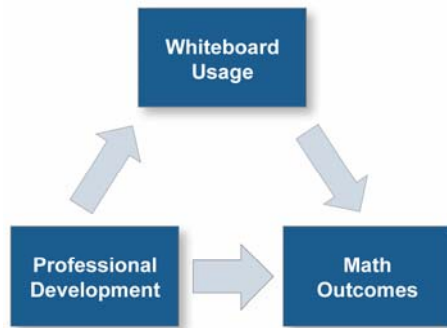 Whiteboard
Usage
Professional
Development
Math
Outcomes